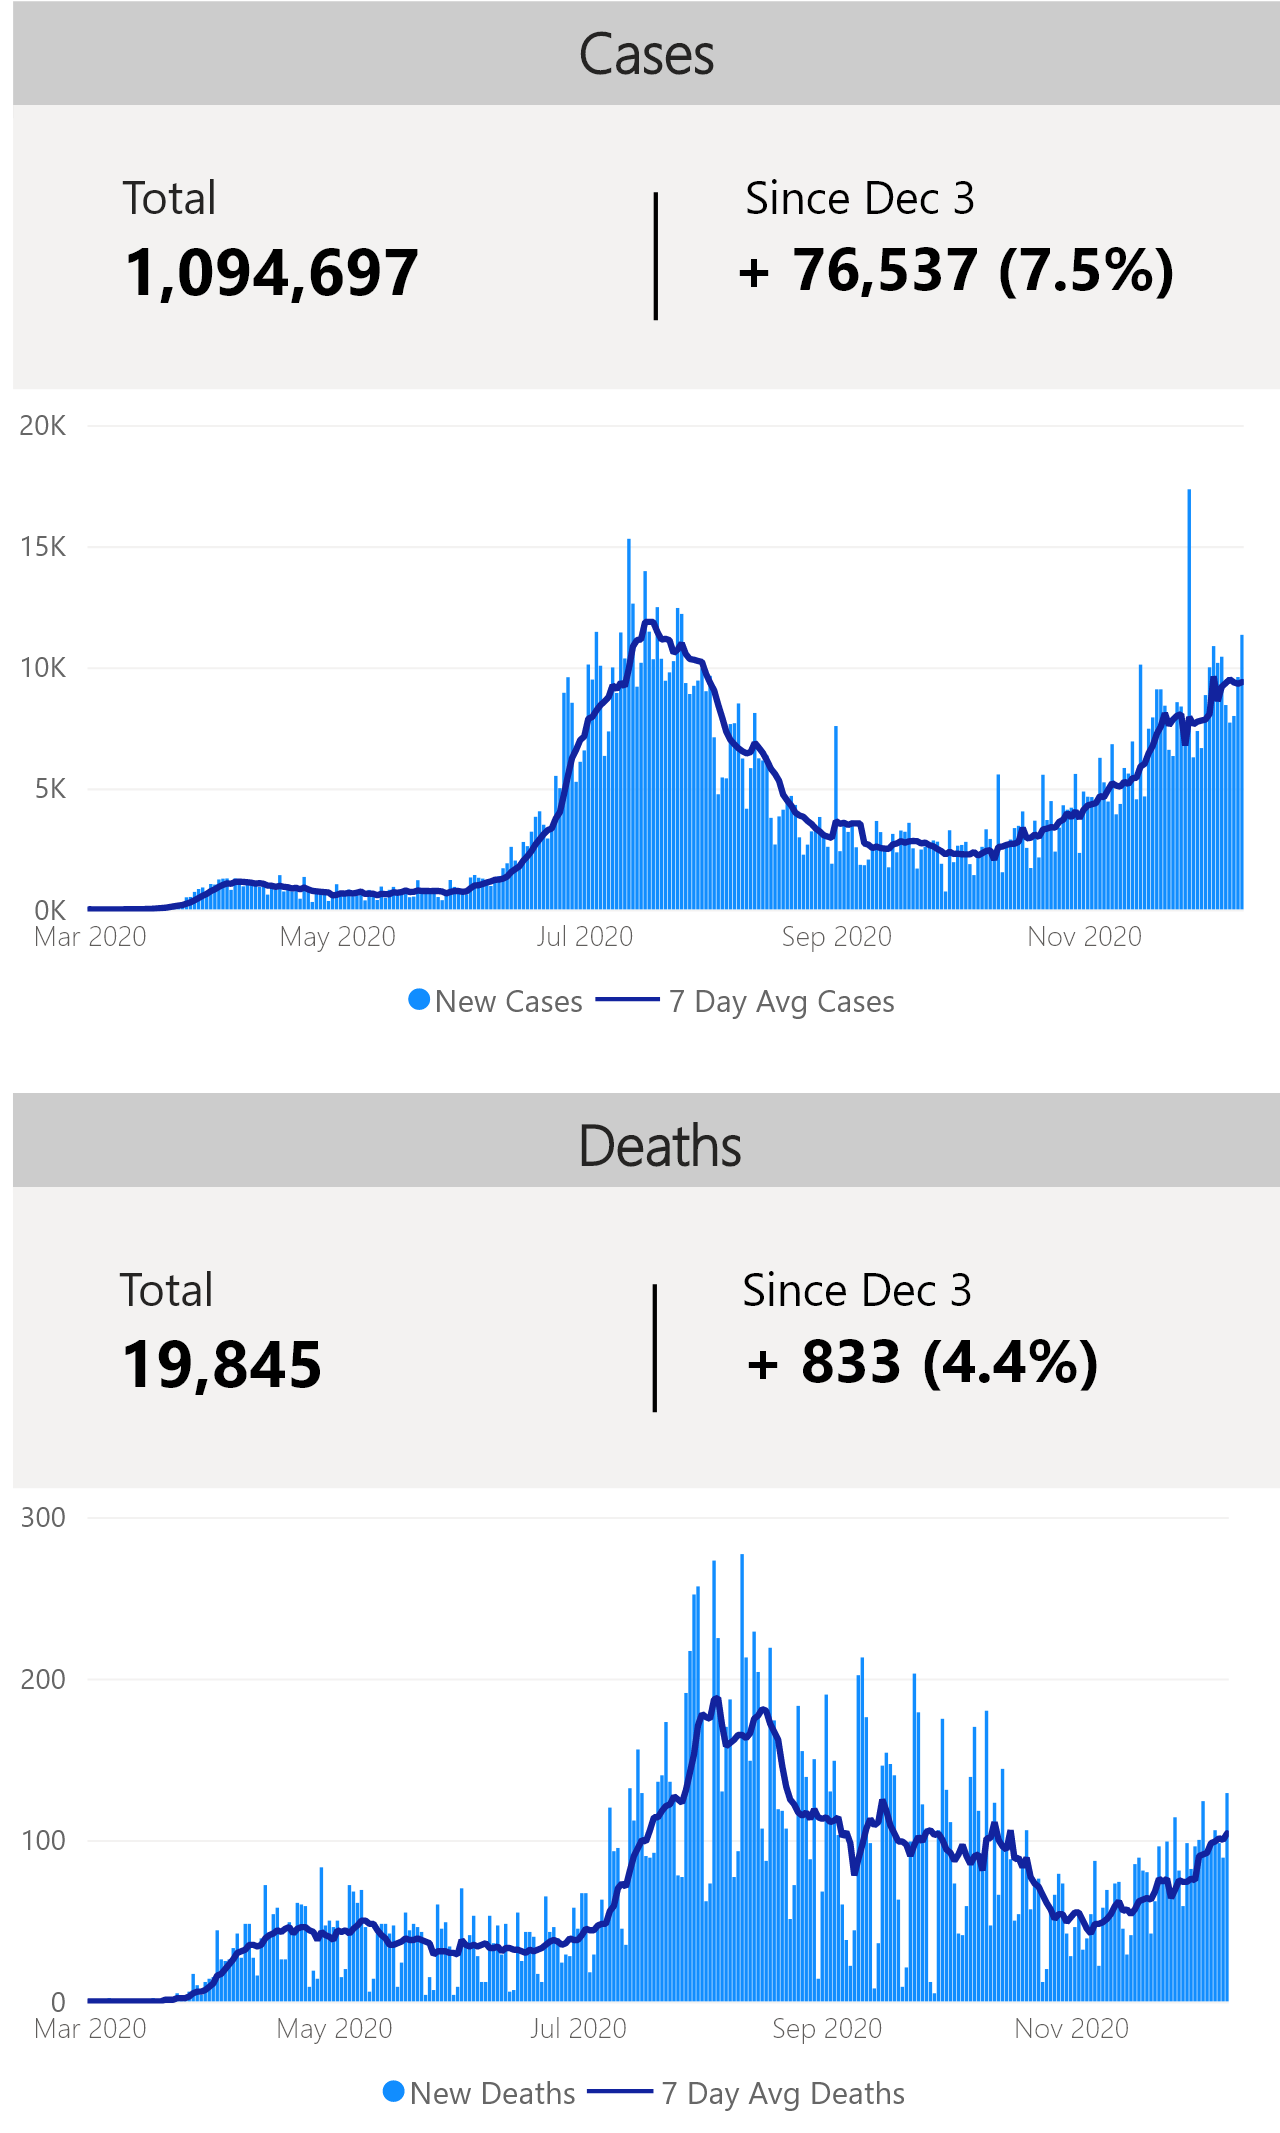 Cases
Total
Since Dec 3
1,094,697
+ 76,537 (7.5%)
20K
15K
10K
5K
0K
Mar 2020 May 2020 Jul 2020 Sep 2020 Nov 2020
New Cases 7 Day Avg Cases
Deaths
Total
Since Dec 3
19,845
+ 833 (4.4%)
300
200
100
0
Mar 2020 May 2020 Jul 2020 Sep 2020 Nov 2020
New Deaths 7 Day Avg Deaths